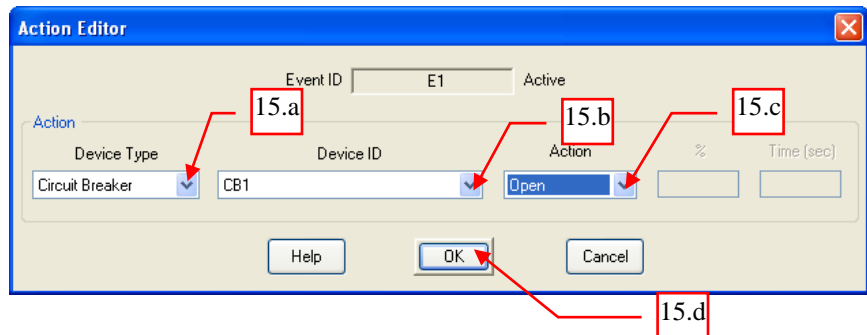 Action Editor
Event ID E1 Active
15.a 15.b 15.c
Action
Device Type Device ID Action % Time (sec)
Circuit Breaker CB1 Open
Help OK Cancel
15.d